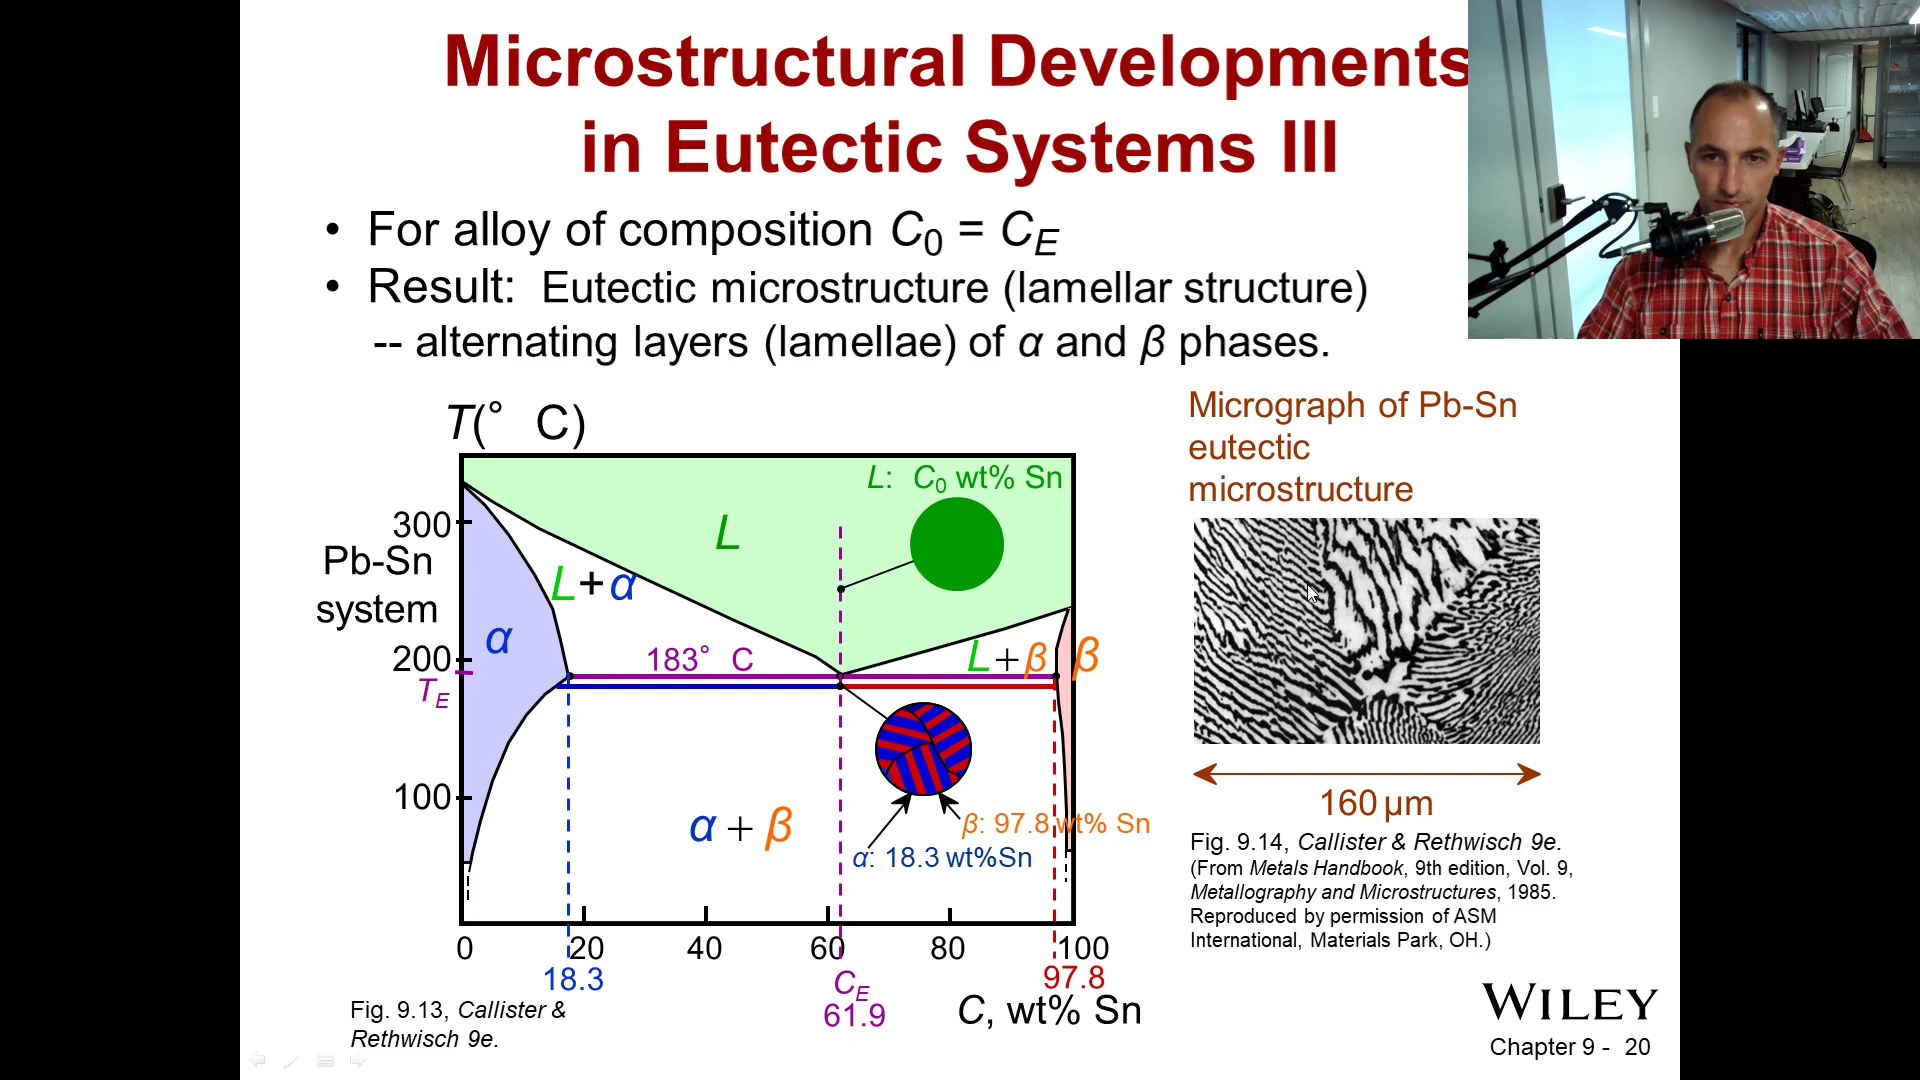 Microstructural Developments
in Eutectic Systems III
• For alloy of composition C0 = CE
• Result: Eutectic microstructure (lamellar structure)
-- alternating layers (lamellae) of α and β phases.
T(° C)
Micrograph of Pb-Sn
eutectic
microstructure
L: C0 wt% Sn
L
300
Pb-Sn
system
L+α
α
200
183° C
L+β
β
TE
100
α + β
β: 97.8 wt% Sn
α: 18.3 wt%Sn
160 μm
Fig. 9.14, Callister & Rethwisch 9e.
(From Metals Handbook, 9th edition, Vol. 9,
Metallography and Microstructures, 1985.
Reproduced by permission of ASM
International, Materials Park, OH.)
0 20 40 60 80 100
18.3
CE
61.9
97.8
C, wt% Sn
Fig. 9.13, Callister &
Rethwisch 9e.
WILEY
Chapter 9 - 20